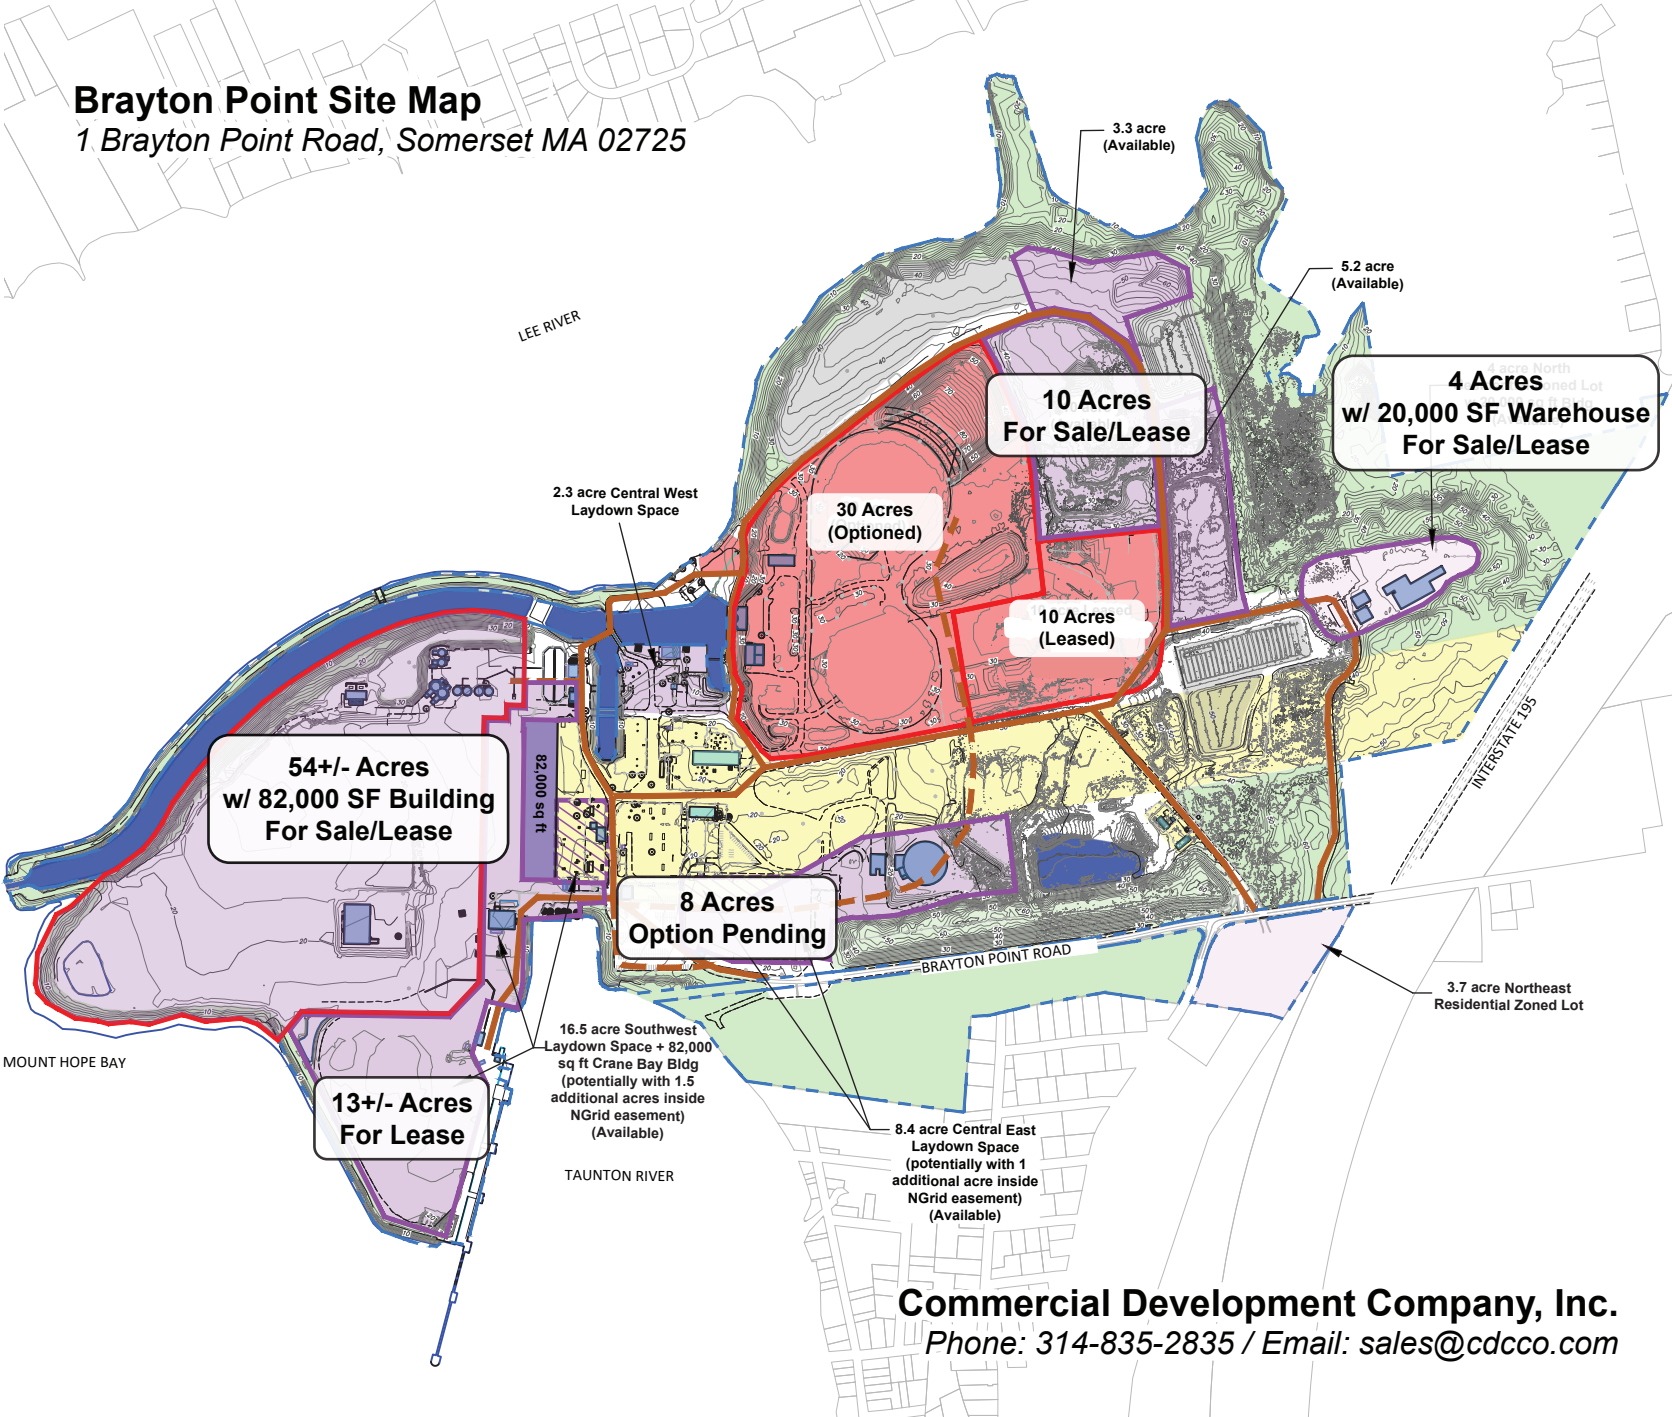 Brayton Point Site Map
1 Brayton Point Road, Somerset MA 02725
3.3 acre
(Available)
5.2 acre
(Available)
LEE RIVER
10 Acres
For Sale/Lease
4 Acres
w/ 20,000 SF Warehouse
For Sale/Lease
2.3 acre Central West
Laydown Space
30 Acres
(Optioned)
10 Acres
(Leased)
INTERSTATE 195
54+/- Acres
w/ 82,000 SF Building
For Sale/Lease
82,000 sq ft
8 Acres
Option Pending
BRAYTON POINT ROAD
3.7 acre Northeast
Residential Zoned Lot
MOUNT HOPE BAY
16.5 acre Southwest
Laydown Space + 82,000
sq ft Crane Bay Bldg
(potentially with 1.5
additional acres inside
NGrid easement)
(Available)
13+/- Acres
For Lease
8.4 acre Central East
Laydown Space
(potentially with 1
additional acre inside
NGrid easement)
(Available)
TAUNTON RIVER
Commercial Development Company, Inc.
Phone: 314-835-2835 / Email: sales@cdcco.com